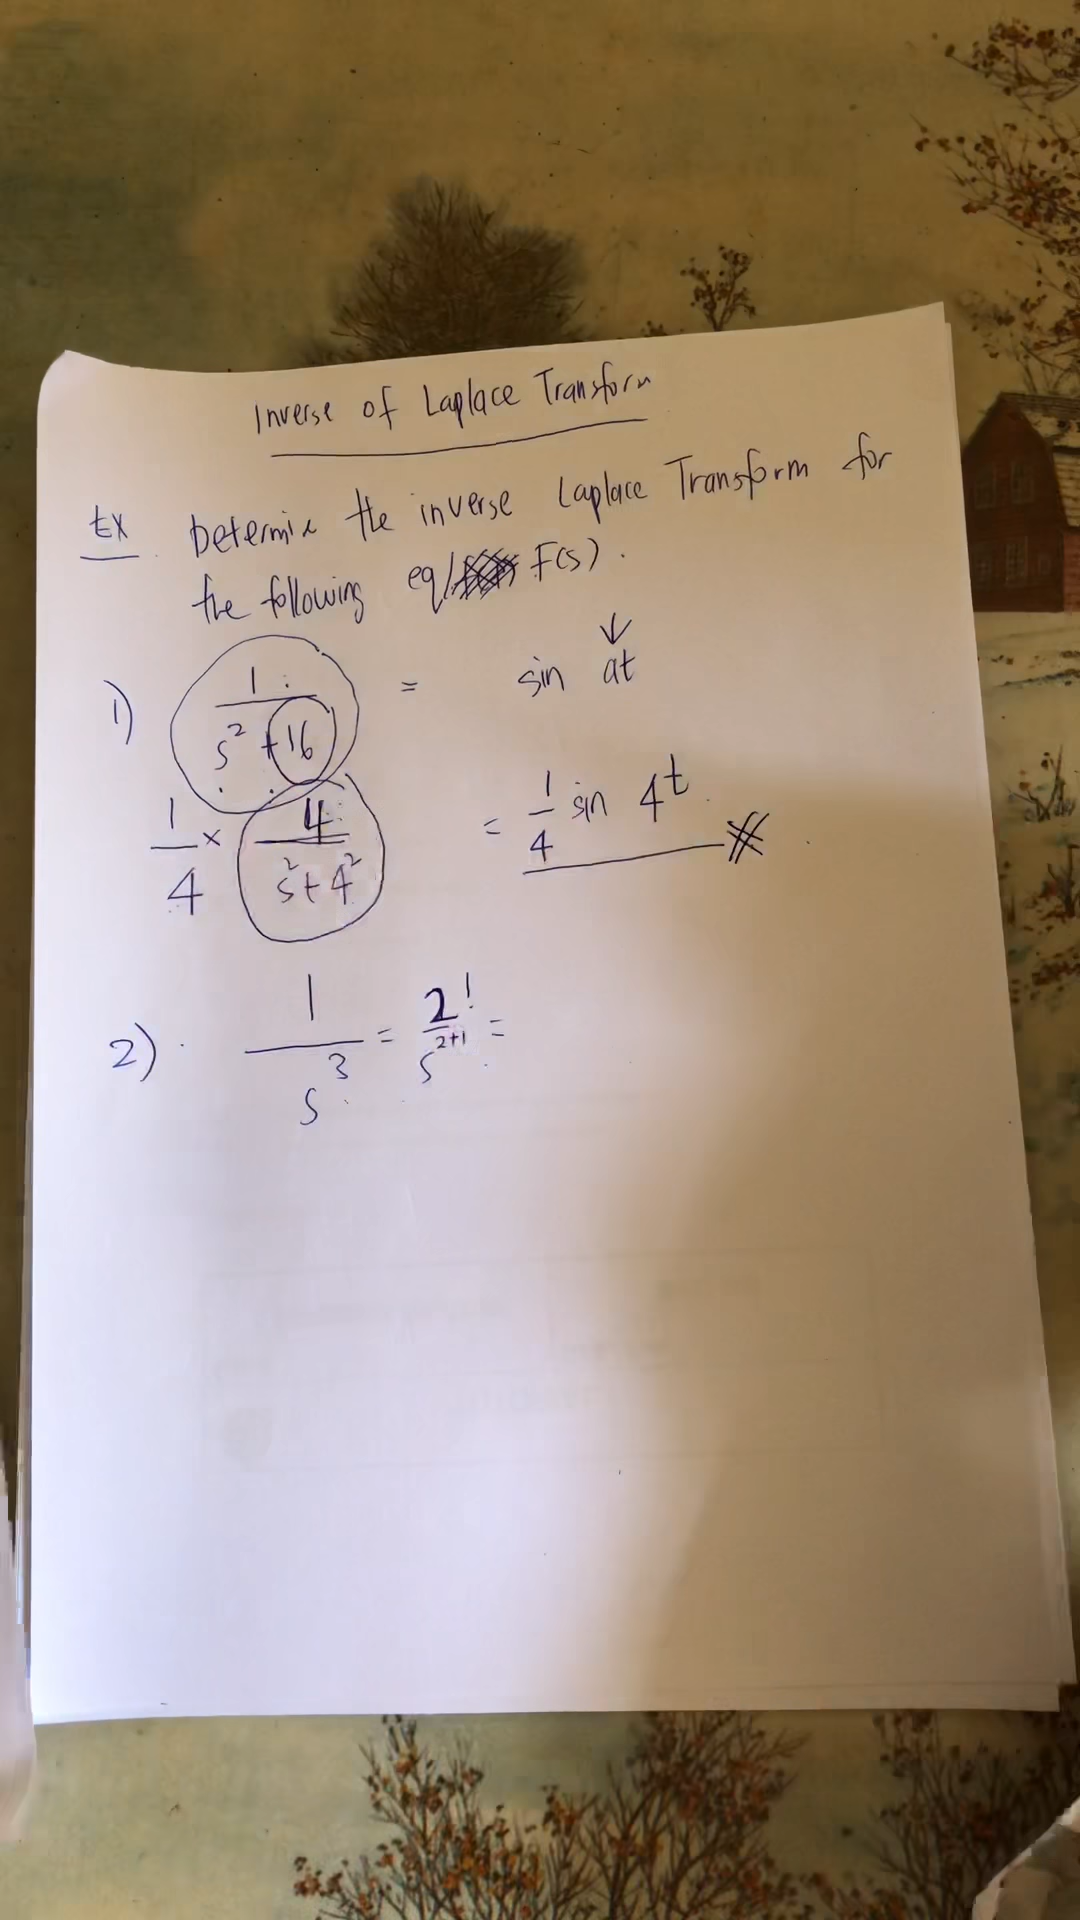 Inverse of Laplace Transform
Ex Determine the inverse Laplace Transform for
the following eq/ F(s).
1) 1/(s² + 16) = sin at
1/4 × 4/(s² + 4²) = 1/4 sin 4t
2) 1/s³ = 2!/s²⁺¹ =